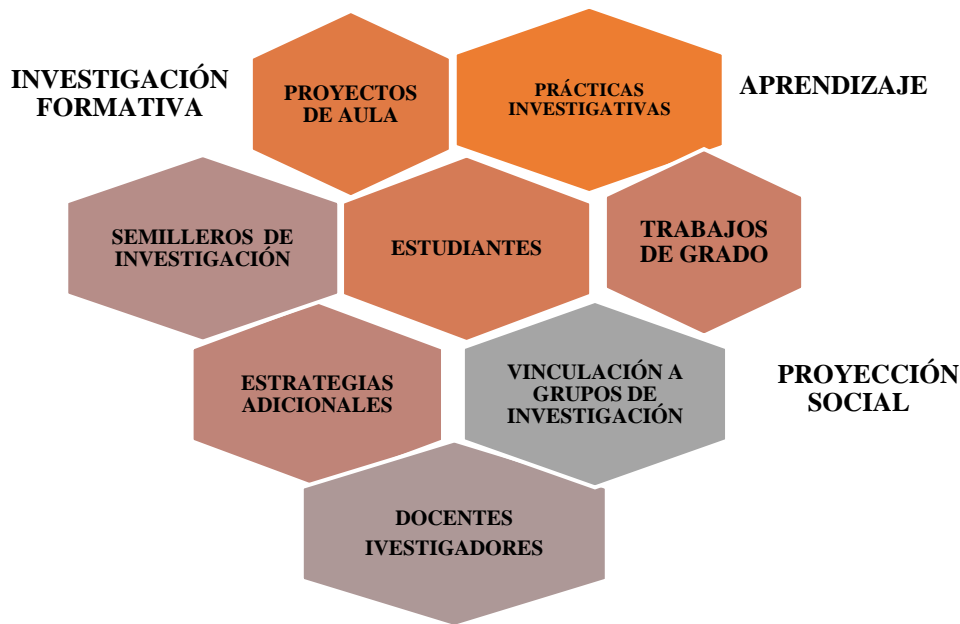 INVESTIGACIÓN
FORMATIVA
PROYECTOS
DE AULA
PRÁCTICAS
INVESTIGATIVAS
APRENDIZAJE
SEMILLEROS DE
INVESTIGACIÓN
ESTUDIANTES
TRABAJOS
DE GRADO
ESTRATEGIAS
ADICIONALES
VINCULACIÓN A
GRUPOS DE
INVESTIGACIÓN
PROYECCIÓN
SOCIAL
DOCENTES
IVESTIGADORES